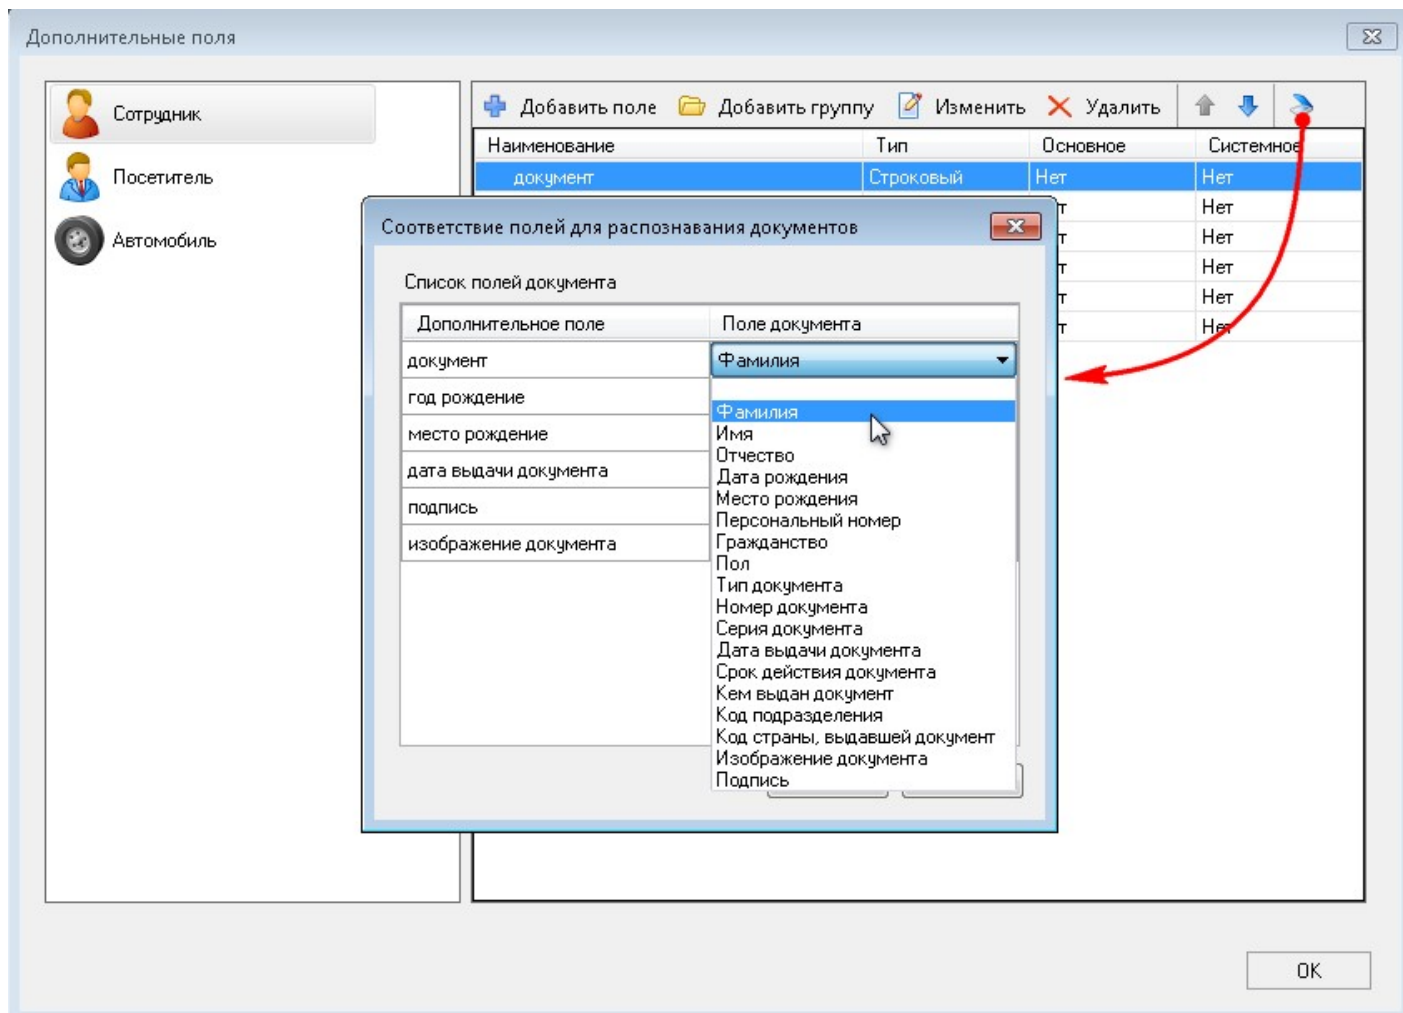 Дополнительные поля
Сотрудник
Посетитель
Автомобиль
Добавить поле Добавить группу Изменить Удалить
Наименование Тип Основное Системное
документ Строковый Нет Нет
Нет
Нет
Нет
Нет
Нет
Соответствие полей для распознавания документов
Список полей документа
Дополнительное поле Поле документа
документ Фамилия
год рождение
место рождение
дата выдачи документа
подпись
изображение документа
Фамилия
Имя
Отчество
Дата рождения
Место рождения
Персональный номер
Гражданство
Пол
Тип документа
Номер документа
Серия документа
Дата выдачи документа
Срок действия документа
Кем выдан документ
Код подразделения
Код страны, выдавшей документ
Изображение документа
Подпись
OK